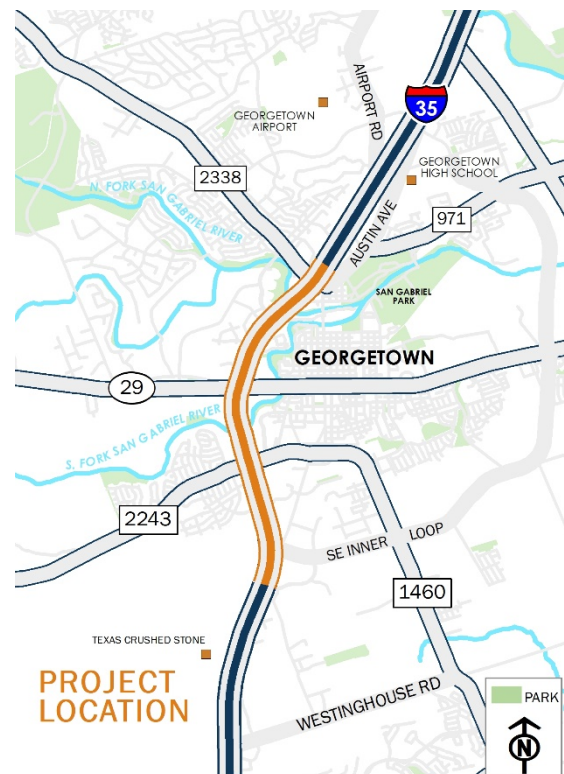 AIRPORT RD
35
GEORGETOWN
AIRPORT
GEORGETOWN
HIGH SCHOOL
2338
N. FORK SAN GABRIEL RIVER
971
AUSTIN AVE
SAN GABRIEL
PARK
GEORGETOWN
29
S. FORK SAN GABRIEL RIVER
2243
SE INNER LOOP
1460
TEXAS CRUSHED STONE
PROJECT
LOCATION
WESTINGHOUSE RD
PARK
N